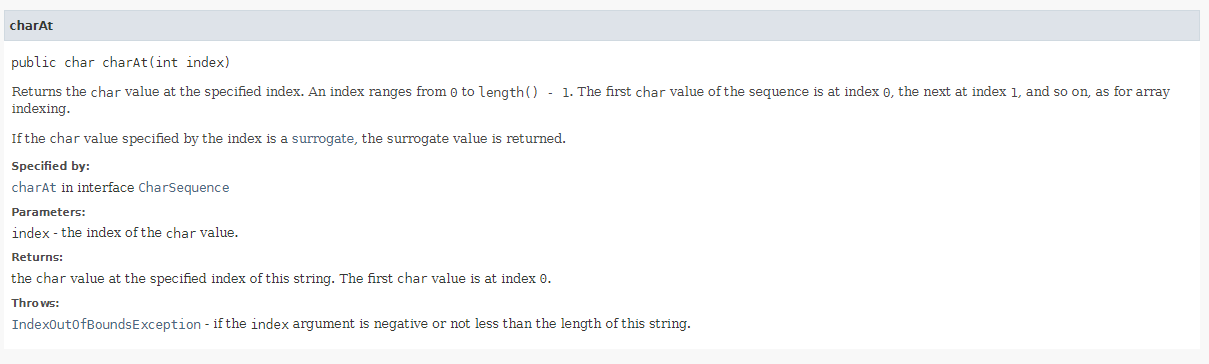 charAt
public char charAt(int index)
Returns the char value at the specified index. An index ranges from 0 to length() - 1. The first char value of the sequence is at index 0, the next at index 1, and so on, as for array
indexing.
If the char value specified by the index is a surrogate, the surrogate value is returned.
Specified by:
charAt in interface CharSequence
Parameters:
index - the index of the char value.
Returns:
the char value at the specified index of this string. The first char value is at index 0.
Throws:
IndexOutOfBoundsException - if the index argument is negative or not less than the length of this string.